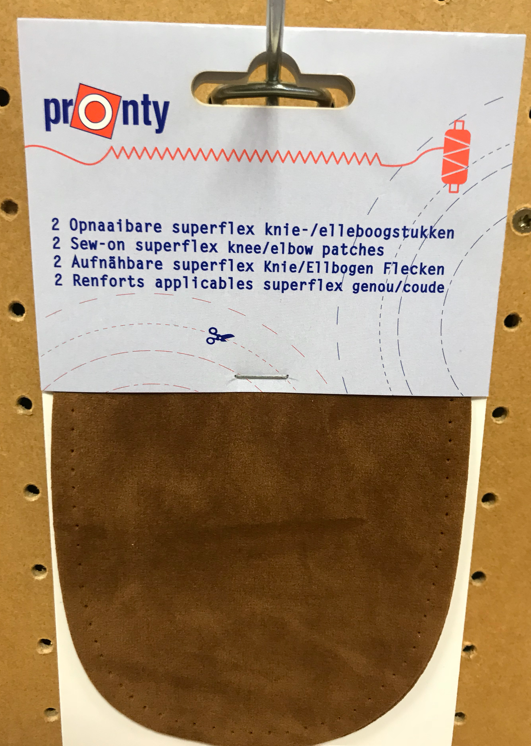 prOnty
2 Opnaaibare superflex knie-/elleboogstukken
2 Sew-on superflex knee/elbow patches
2 Aufnähbare superflex Knie/Ellbogen Flecken
2 Renforts applicables superflex genou/coude